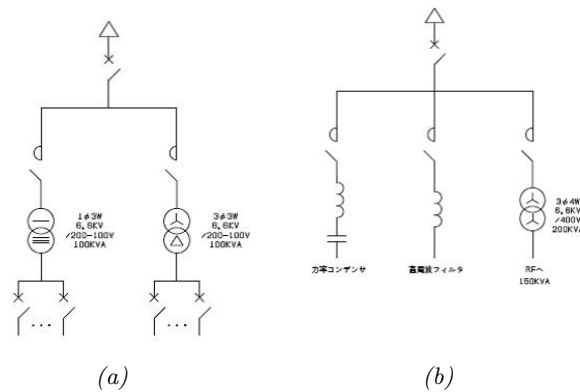 1φ3W
6.6KV
/200-100V
100KVA
3φ3W
6.6KV
/200-100V
100KVA
3φ4W
6.6KV
/400V
200KVA
力率コンデンサ
高周波フィルタ
RFへ
150KVA
(a)
(b)